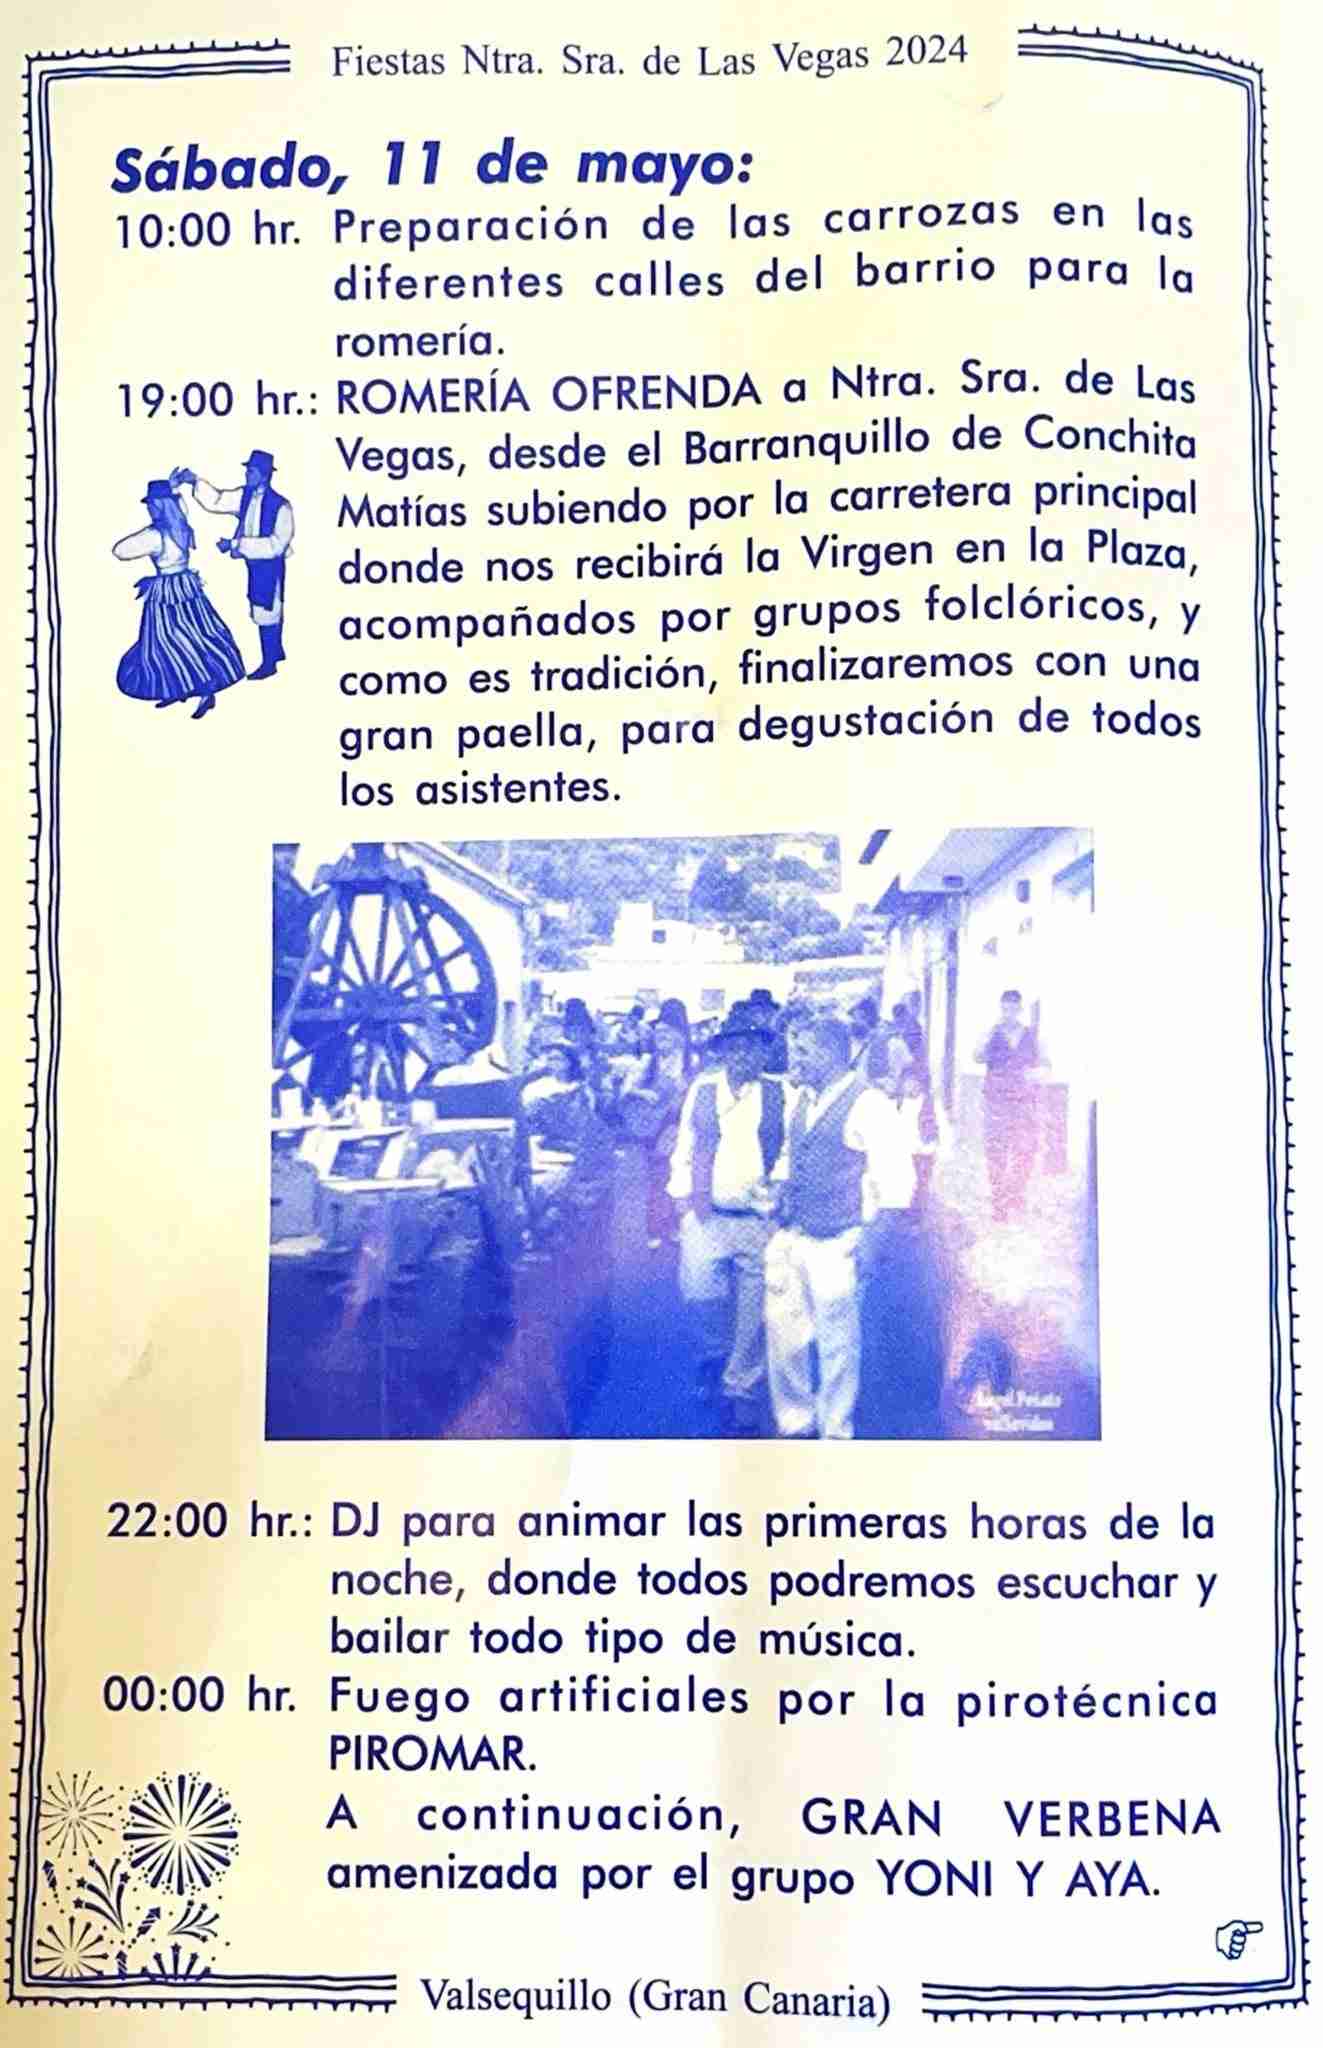 Fiestas Ntra. Sra. de Las Vegas 2024
Sábado, 11 de mayo:
10:00 hr. Preparación de las carrozas en las
diferentes calles del barrio para la
romería.
19:00 hr.: ROMERÍA OFRENDA a Ntra. Sra. de Las
Vegas, desde el Barranquillo de Conchita
Matías subiendo por la carretera principal
donde nos recibirá la Virgen en la Plaza,
acompañados por grupos folclóricos, y
como es tradición, finalizaremos con una
gran paella, para degustación de todos
los asistentes.
22:00 hr.: DJ para animar las primeras horas de la
noche, donde todos podremos escuchar y
bailar todo tipo de música.
00:00 hr. Fuego artificiales por la pirotécnica
PIROMAR.
A continuación, GRAN VERBENA
amenizada por el grupo YONI Y AYA.
Valsequillo (Gran Canaria)